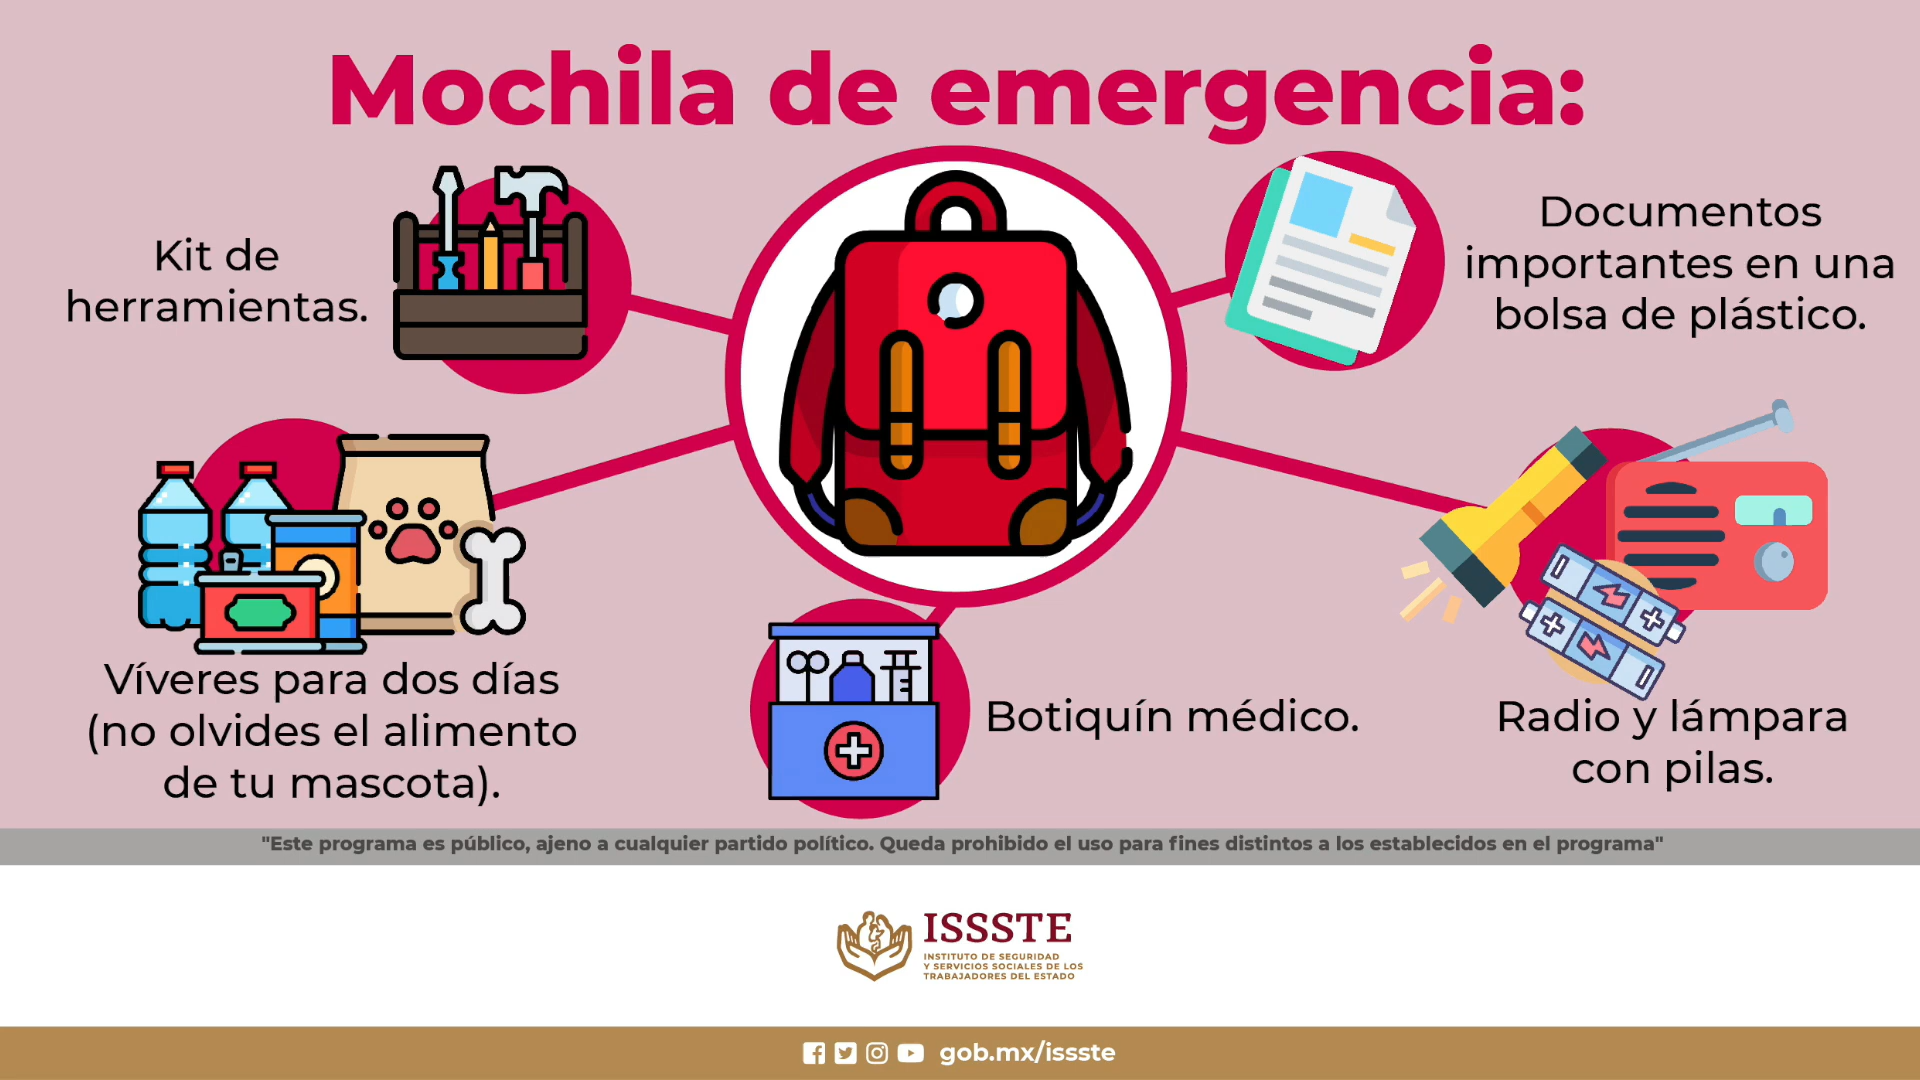 Mochila de emergencia:
Kit de
herramientas.
Documentos
importantes en una
bolsa de plástico.
Víveres para dos días
(no olvides el alimento
de tu mascota).
Botiquín médico.
Radio y lámpara
con pilas.
"Este programa es público, ajeno a cualquier partido político. Queda prohibido el uso para fines distintos a los establecidos en el programa"
ISSSTE
INSTITUTO DE SEGURIDAD
Y SERVICIOS SOCIALES DE LOS
TRABAJADORES DEL ESTADO
gob.mx/issste